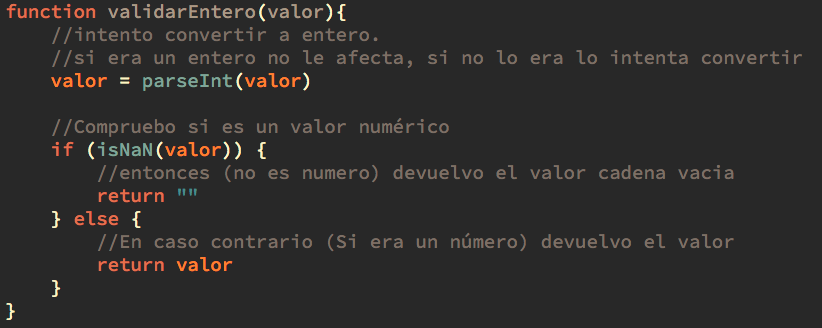 function validarEntero(valor){
    //intento convertir a entero.
    //si era un entero no le afecta, si no lo era lo intenta convertir
    valor = parseInt(valor)

    //Compruebo si es un valor numérico
    if (isNaN(valor)) {
        //entonces (no es numero) devuelvo el valor cadena vacia
        return ""
    } else {
        //En caso contrario (Si era un número) devuelvo el valor
        return valor
    }
}